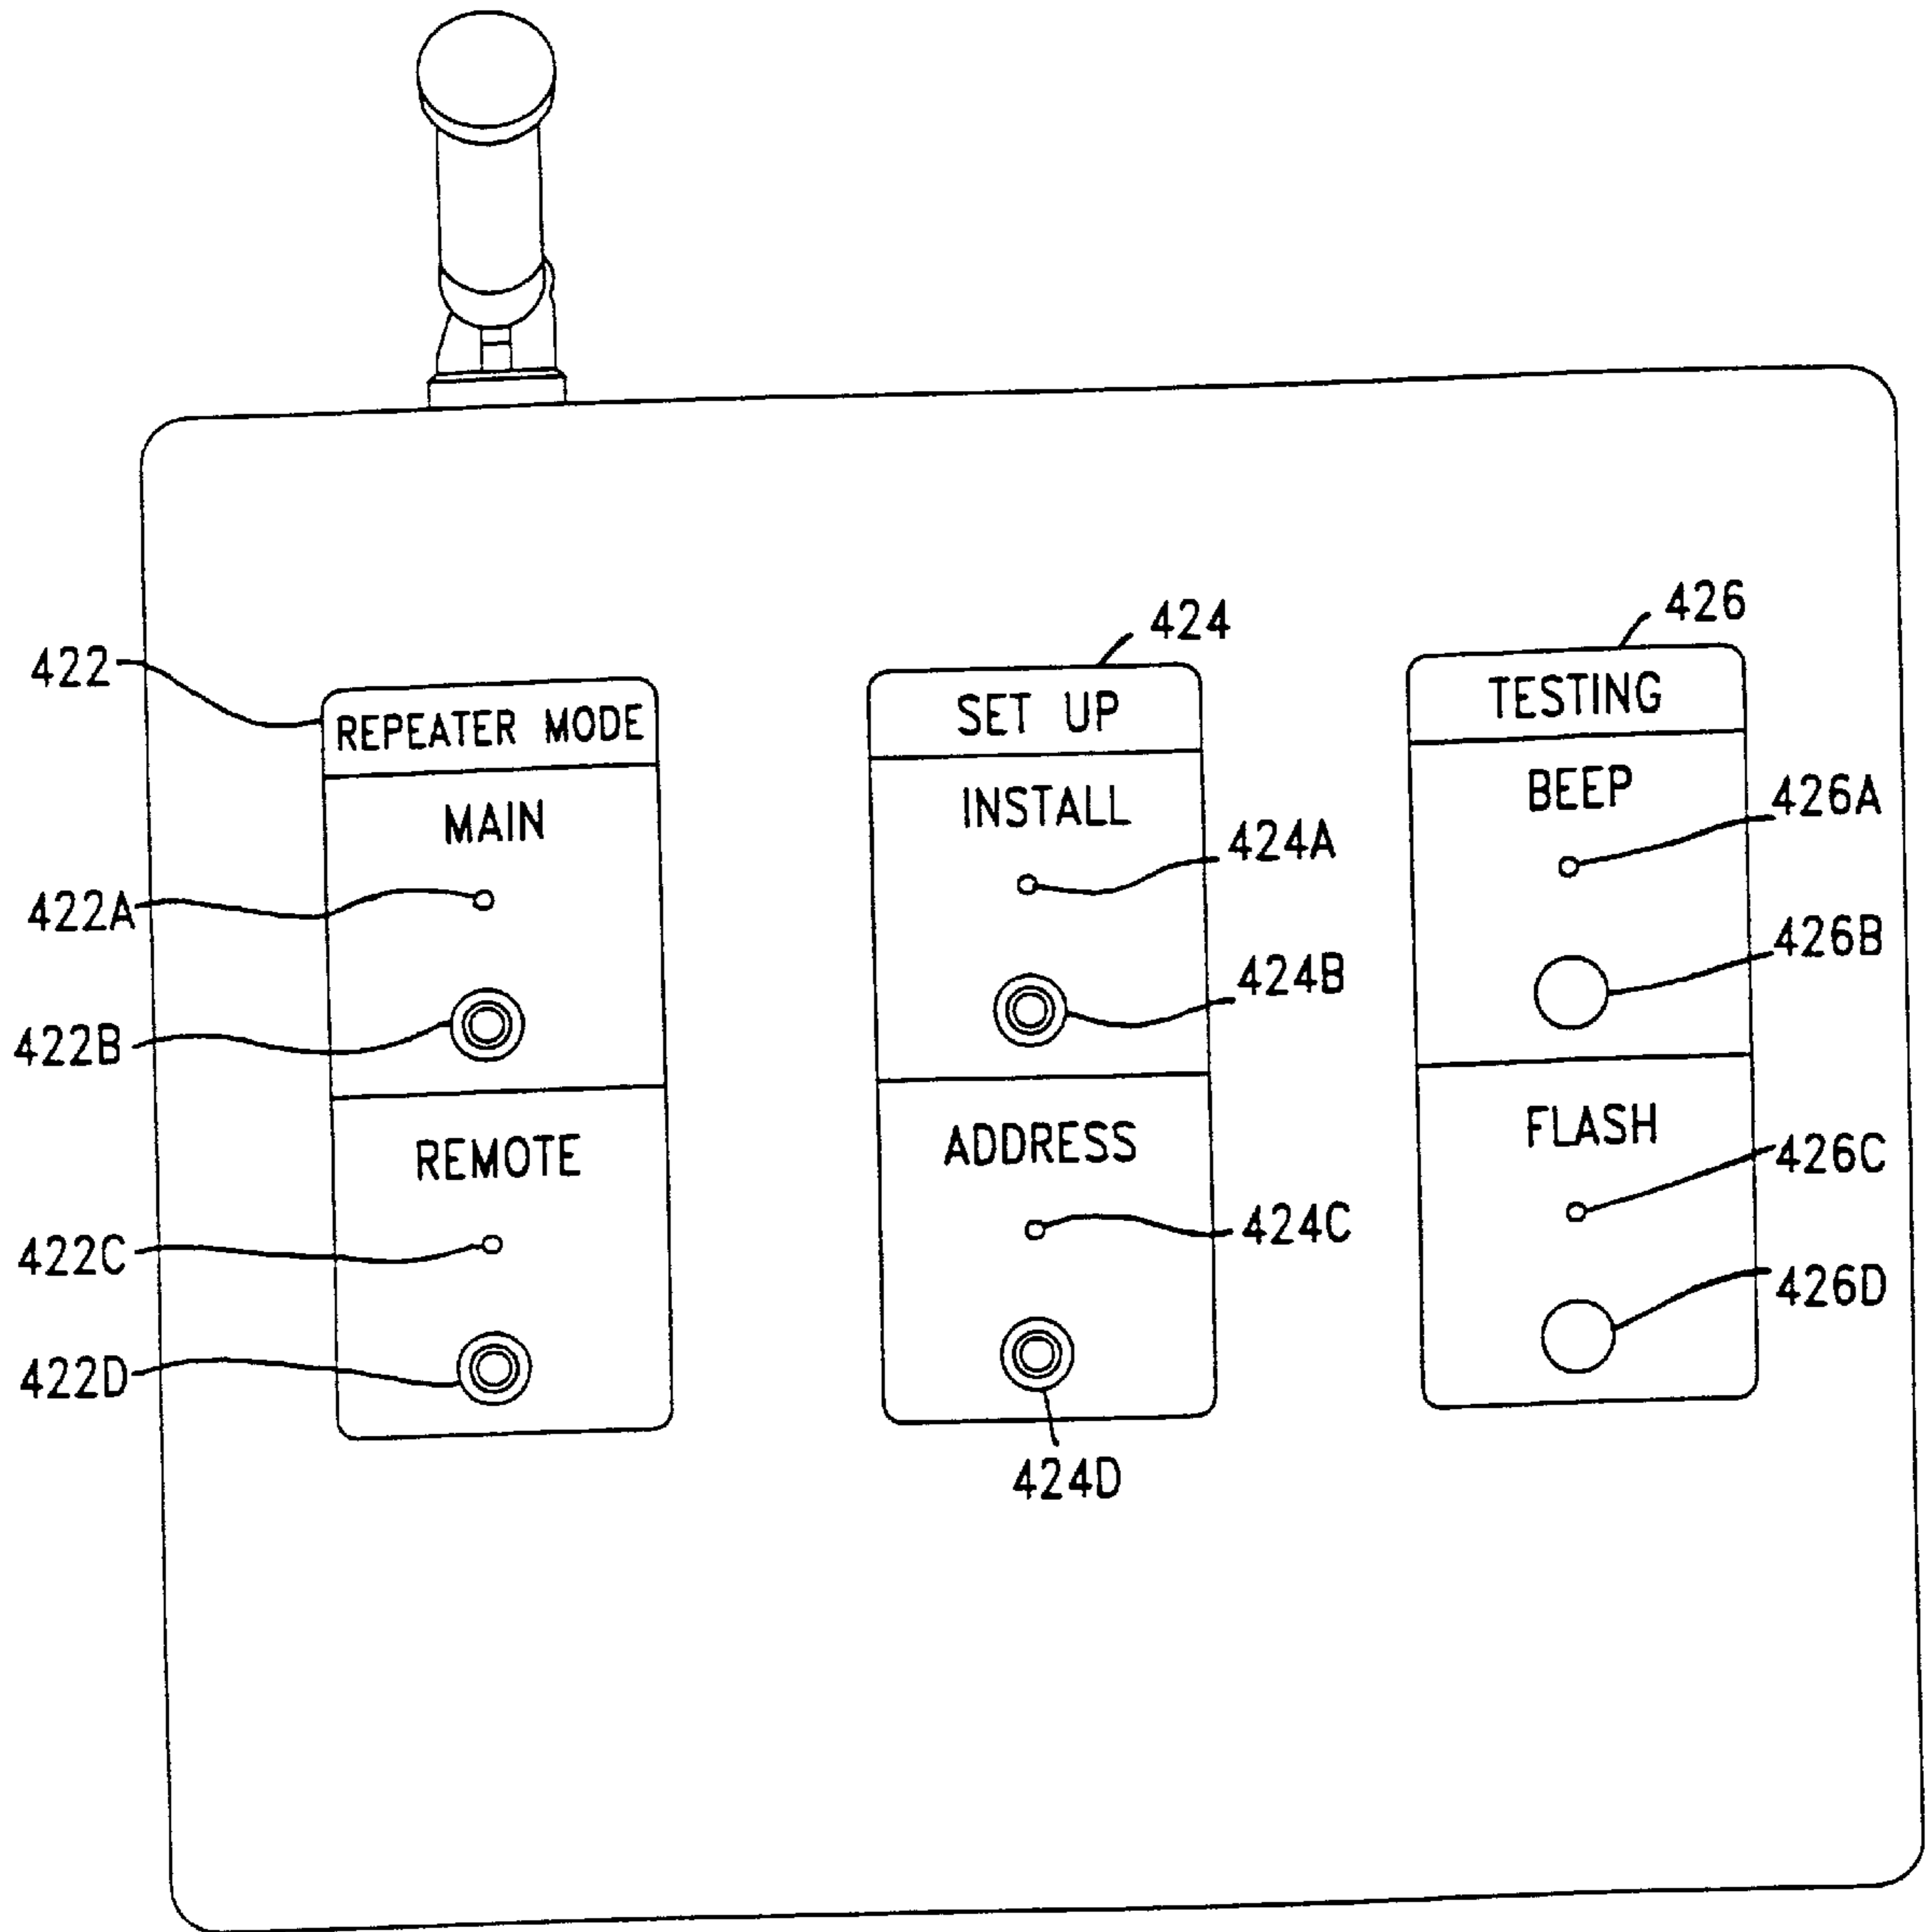 424
426
422
REPEATER MODE
MAIN
422A
422B
REMOTE
422C
422D
SET UP
INSTALL
424A
424B
ADDRESS
424C
424D
TESTING
BEEP
426A
426B
FLASH
426C
426D